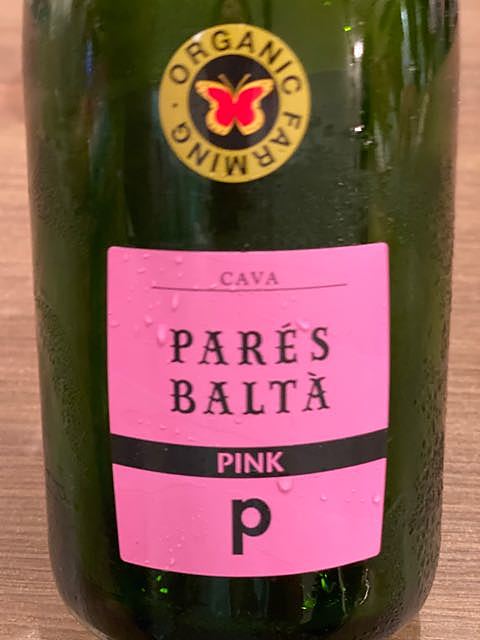 ORGANIC FARMING
CAVA
PARÉS
BALTÀ
PINK
p